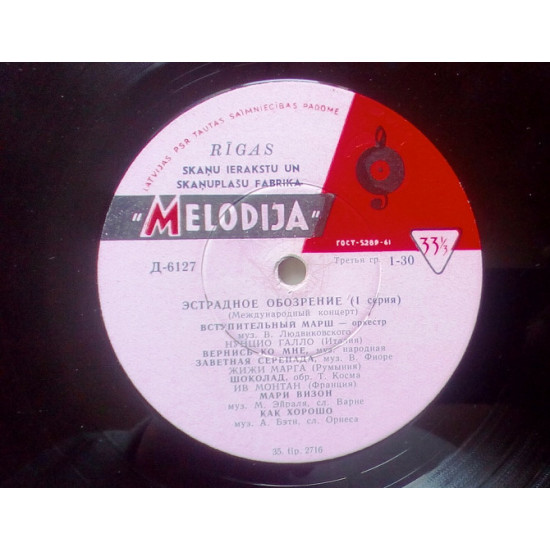 LATVIJAS PSR TAUTAS SAIMNIECĪBAS PADOME
RĪGAS
SKAŅU IERAKSTU UN
SKAŅUPLAŠU FABRIKA
"MELODIJA"
ГОСТ-5289-61
33⅓
Д-6127
Третья гр. 1-30
ЭСТРАДНОЕ ОБОЗРЕНИЕ (1 серия)
(Международный концерт)
ВСТУПИТЕЛЬНЫЙ МАРШ — оркестр
муз. В. Людвиковского
НУНЦИО ГАЛЛО (Италия)
ВЕРНИСЬ КО МНЕ, муз. народная
ЗАВЕТНАЯ СЕРЕНАДА, муз. В. Фиоре
ЖИЖИ МАРГА (Румыния)
ШОКОЛАД, обр. Т. Косма
ИВ МОНТАН (Франция)
МАРИ ВИЗОН
муз. М. Эйраля, сл. Варне
КАК ХОРОШО
муз. А. Бэти, сл. Орнеса
35. Пр. 2710